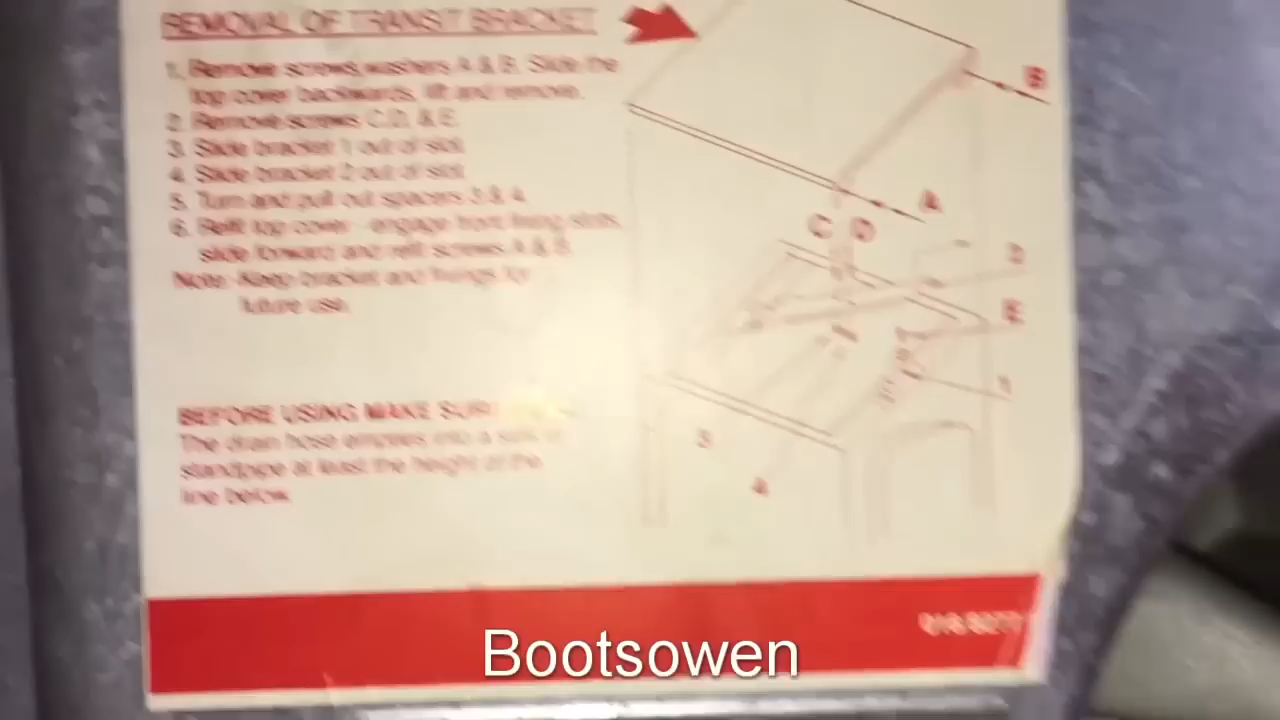 REMOVAL OF TRANSIT BRACKET
1. Remove screws, washers A & B. Slide the
top cover backwards, lift and remove.
2. Remove screws C, D, & E.
3. Slide bracket 1 out of slot.
4. Slide bracket 2 out of slot.
5. Turn and pull out spacers 3 & 4.
6. Refit top cover - engage front fixing slots,
slide forward and refit screws A & B.
Note: Keep bracket and fixings for
future use.
B
A
C D
2
E
1
3
4
BEFORE USING MAKE SURE
The drain hose empties into a sink or
standpipe at least the height of the
line below.
Bootsowen